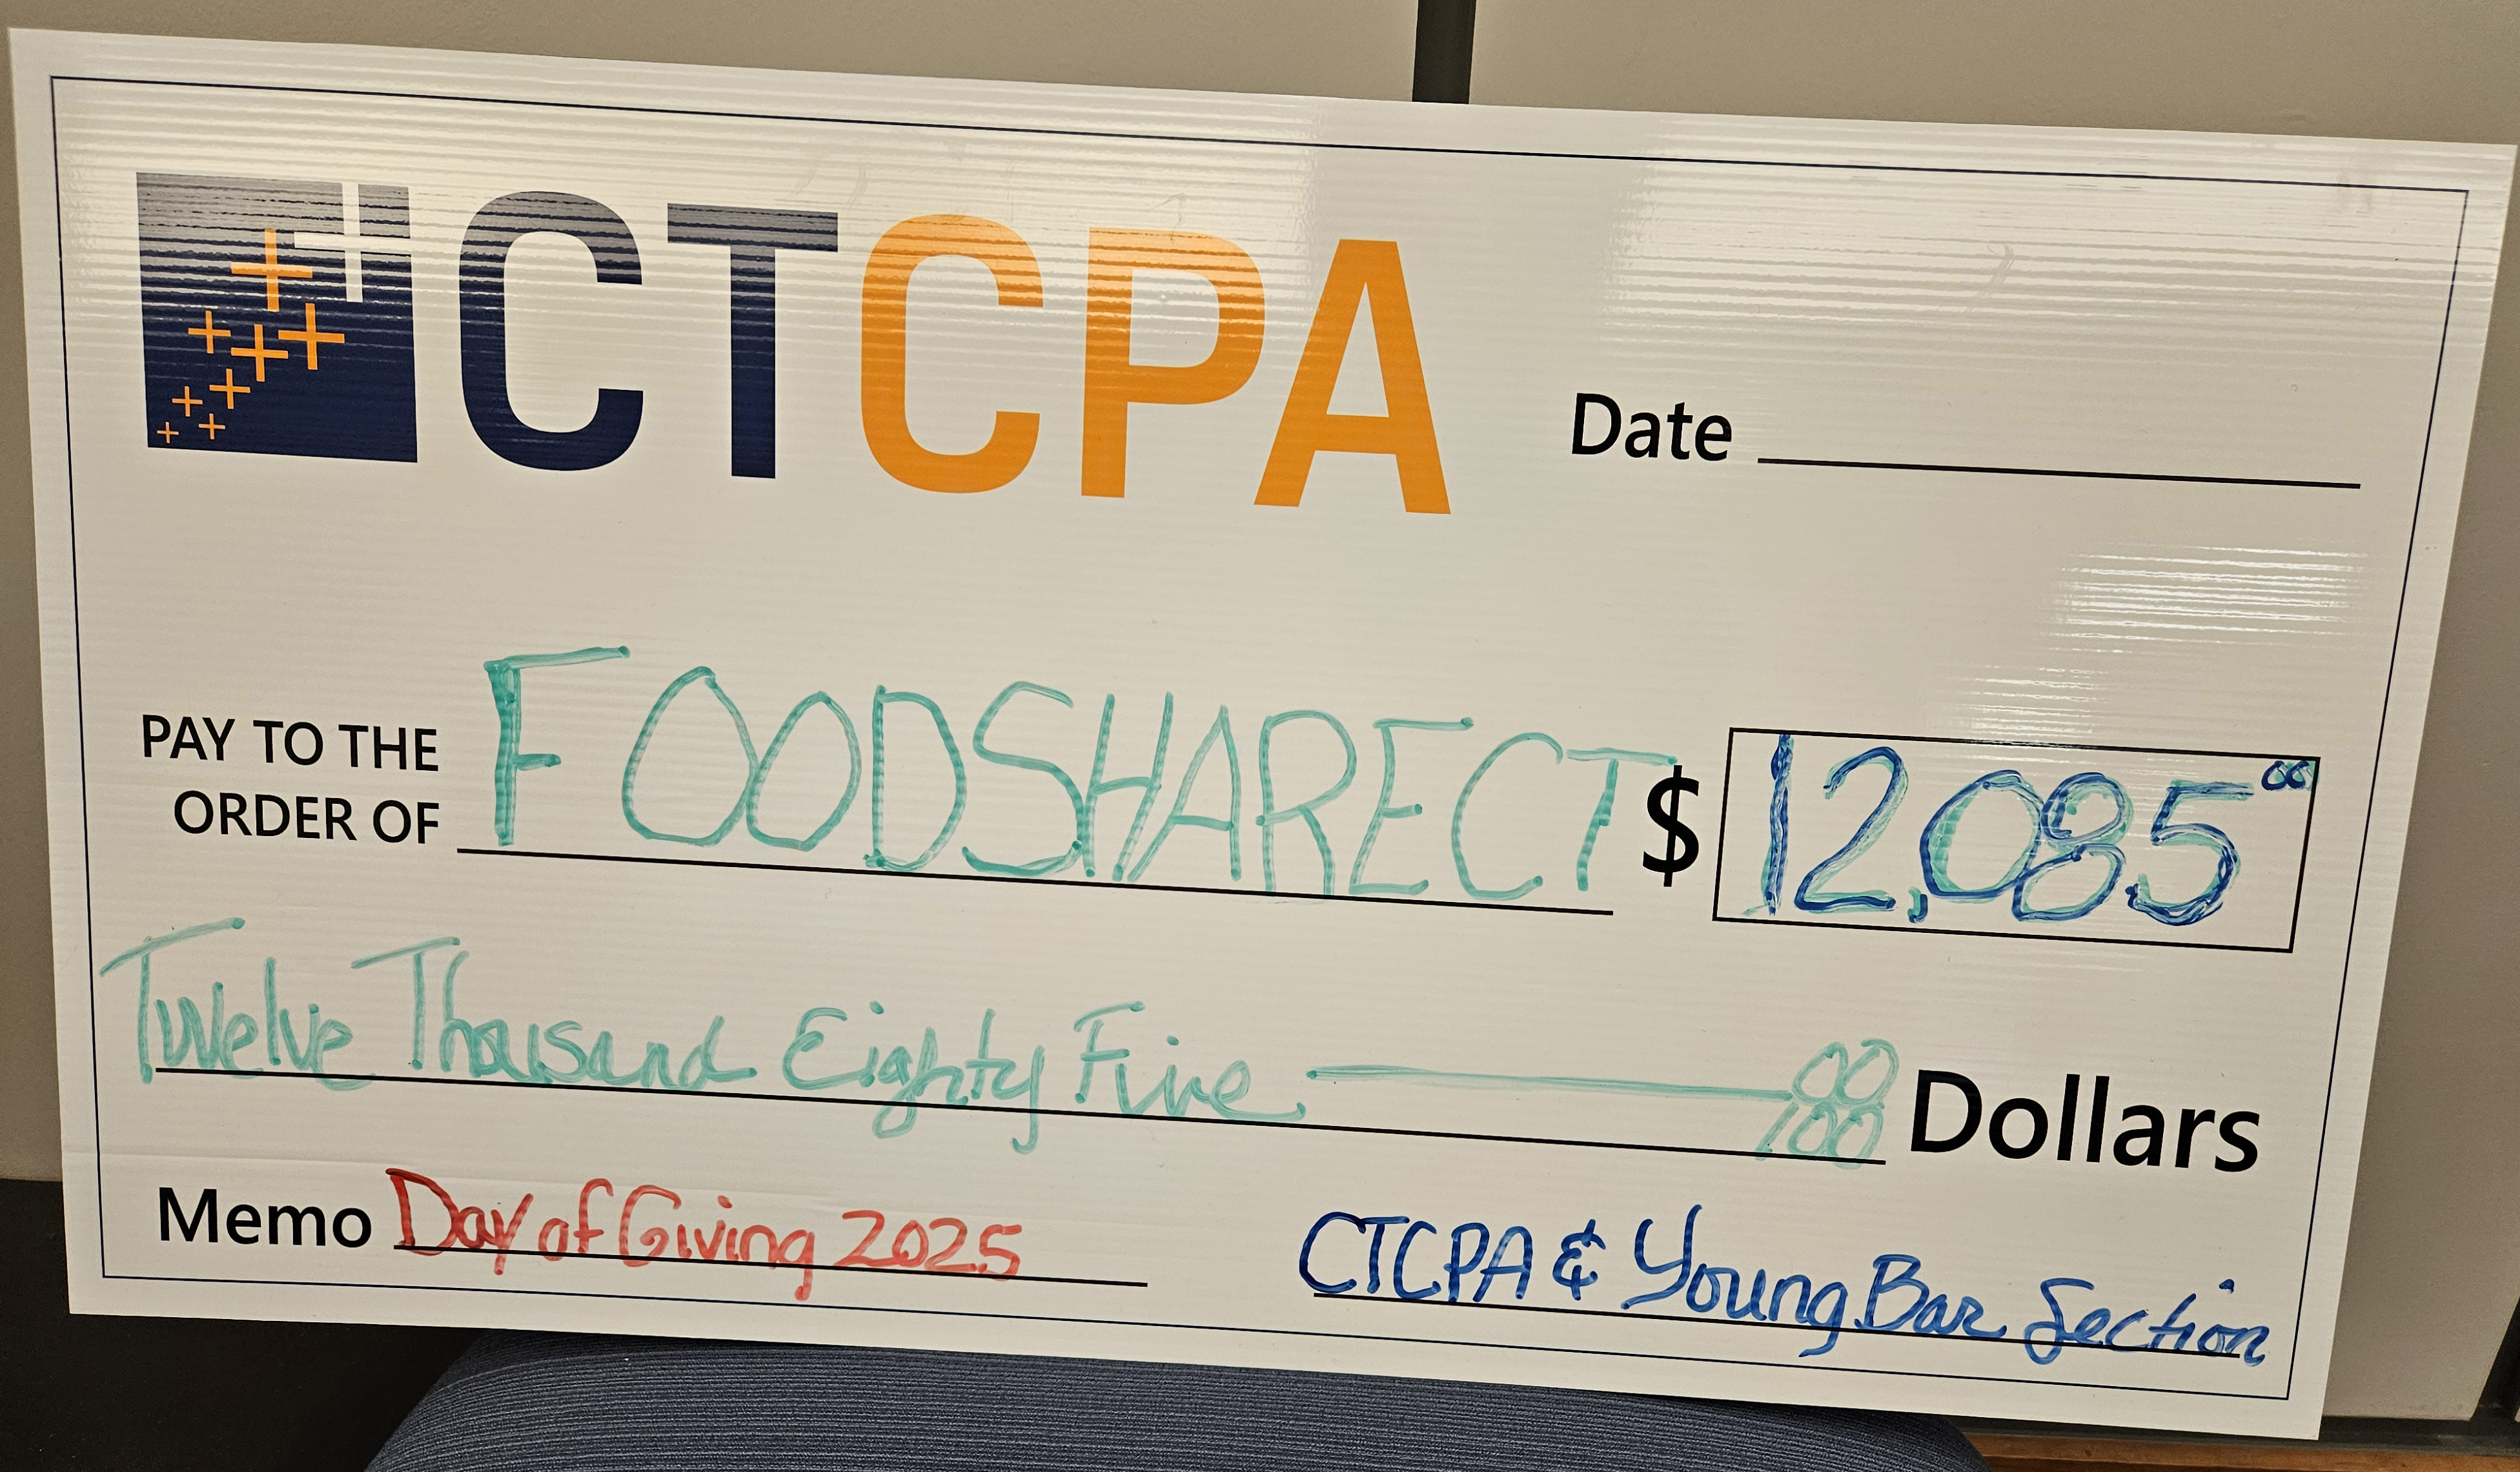 CTCPA
Date
PAY TO THE
ORDER OF FOODSHARECT $ 12,085 00
Twelve Thousand Eighty Five 00/100 Dollars
Memo Day of Giving 2025 CTCPA & Young Bar Section